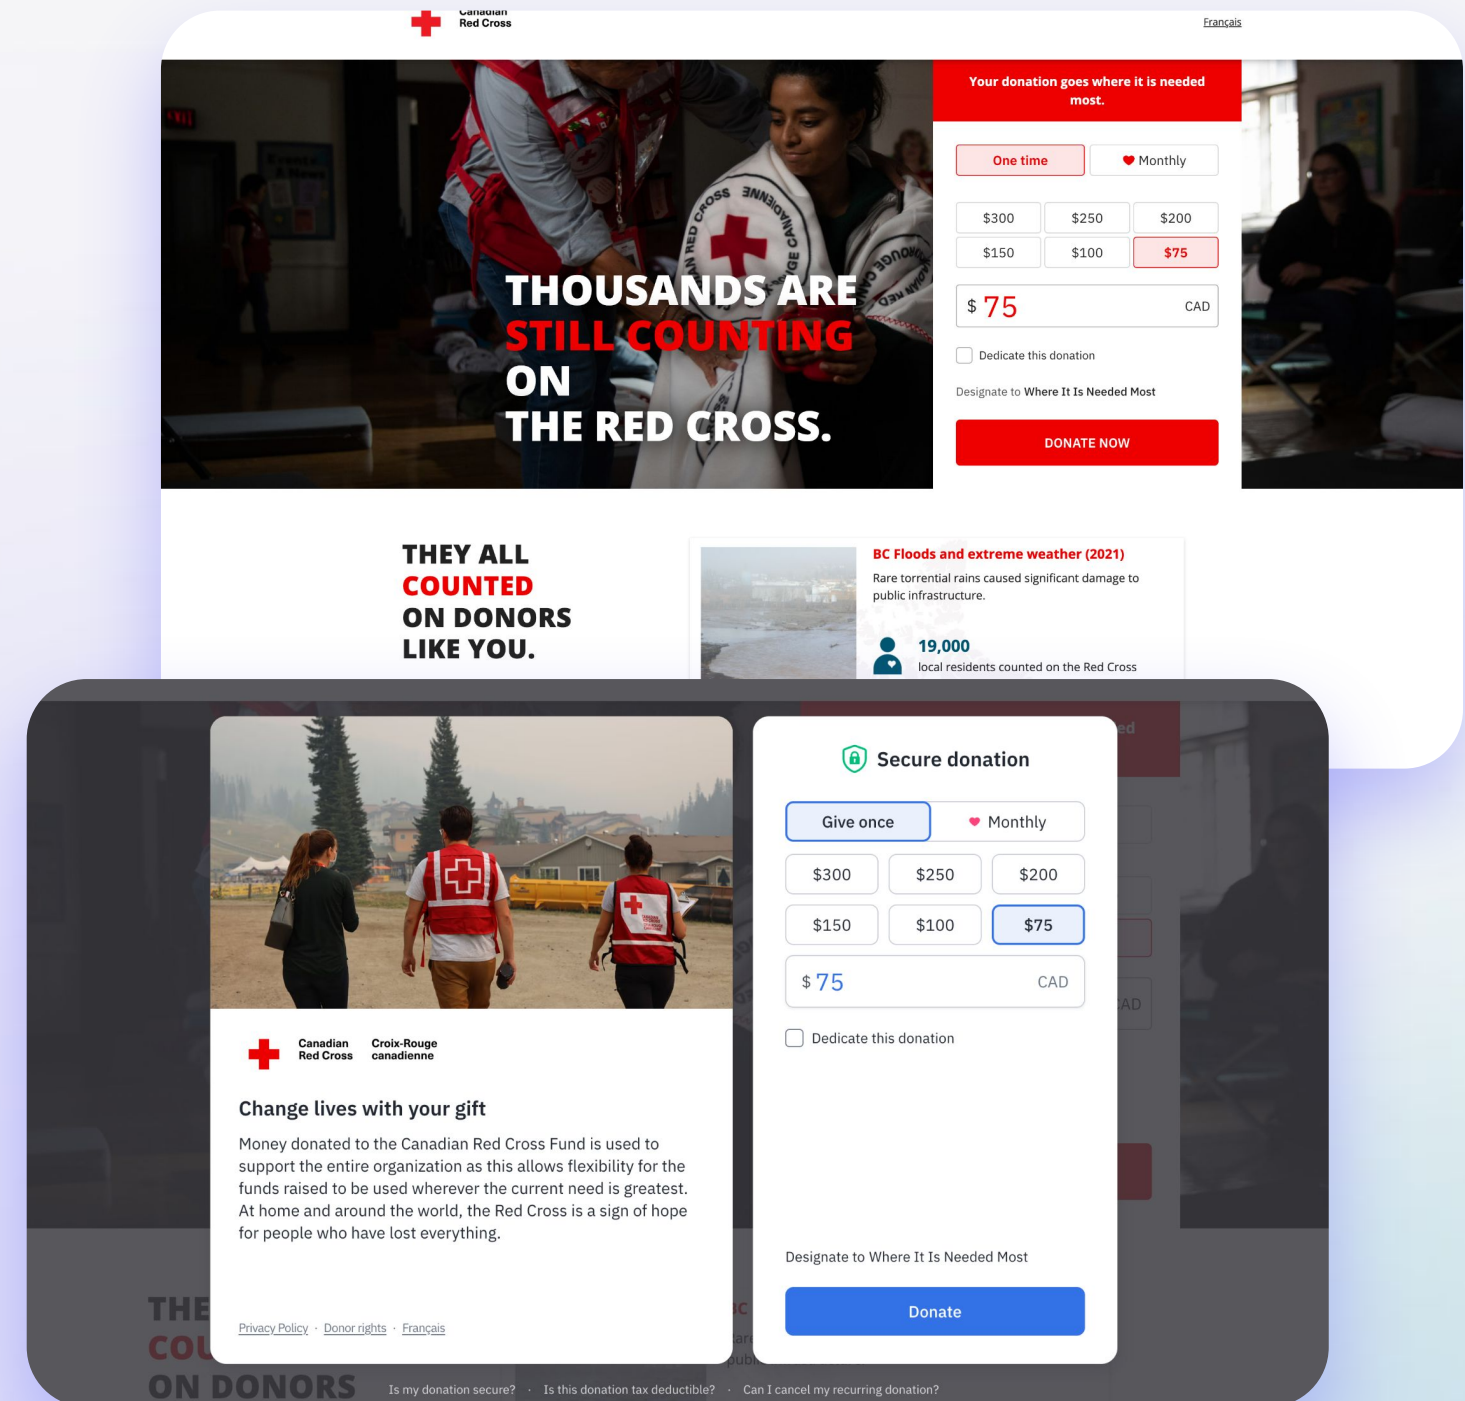 Canadian
Red Cross
Français
Your donation goes where it is needed
most.
One time
Monthly
$300
$250
$200
$150
$100
$75
$ 75
CAD
Dedicate this donation
Designate to Where It Is Needed Most
DONATE NOW
CANADIAN RED CROSS
THOUSANDS ARE
STILL COUNTING
ON
THE RED CROSS.
THEY ALL
COUNTED
ON DONORS
LIKE YOU.
BC Floods and extreme weather (2021)
Rare torrential rains caused significant damage to
public infrastructure.
19,000
local residents counted on the Red Cross
Canadian
Red Cross
Croix-Rouge
canadienne
Change lives with your gift
Money donated to the Canadian Red Cross Fund is used to
support the entire organization as this allows flexibility for the
funds raised to be used wherever the current need is greatest.
At home and around the world, the Red Cross is a sign of hope
for people who have lost everything.
Privacy Policy · Donor rights · Français
Secure donation
Give once
Monthly
$300
$250
$200
$150
$100
$75
$ 75
CAD
Dedicate this donation
Designate to Where It Is Needed Most
Donate
ON DONORS
Is my donation secure? · Is this donation tax deductible? · Can I cancel my recurring donation?